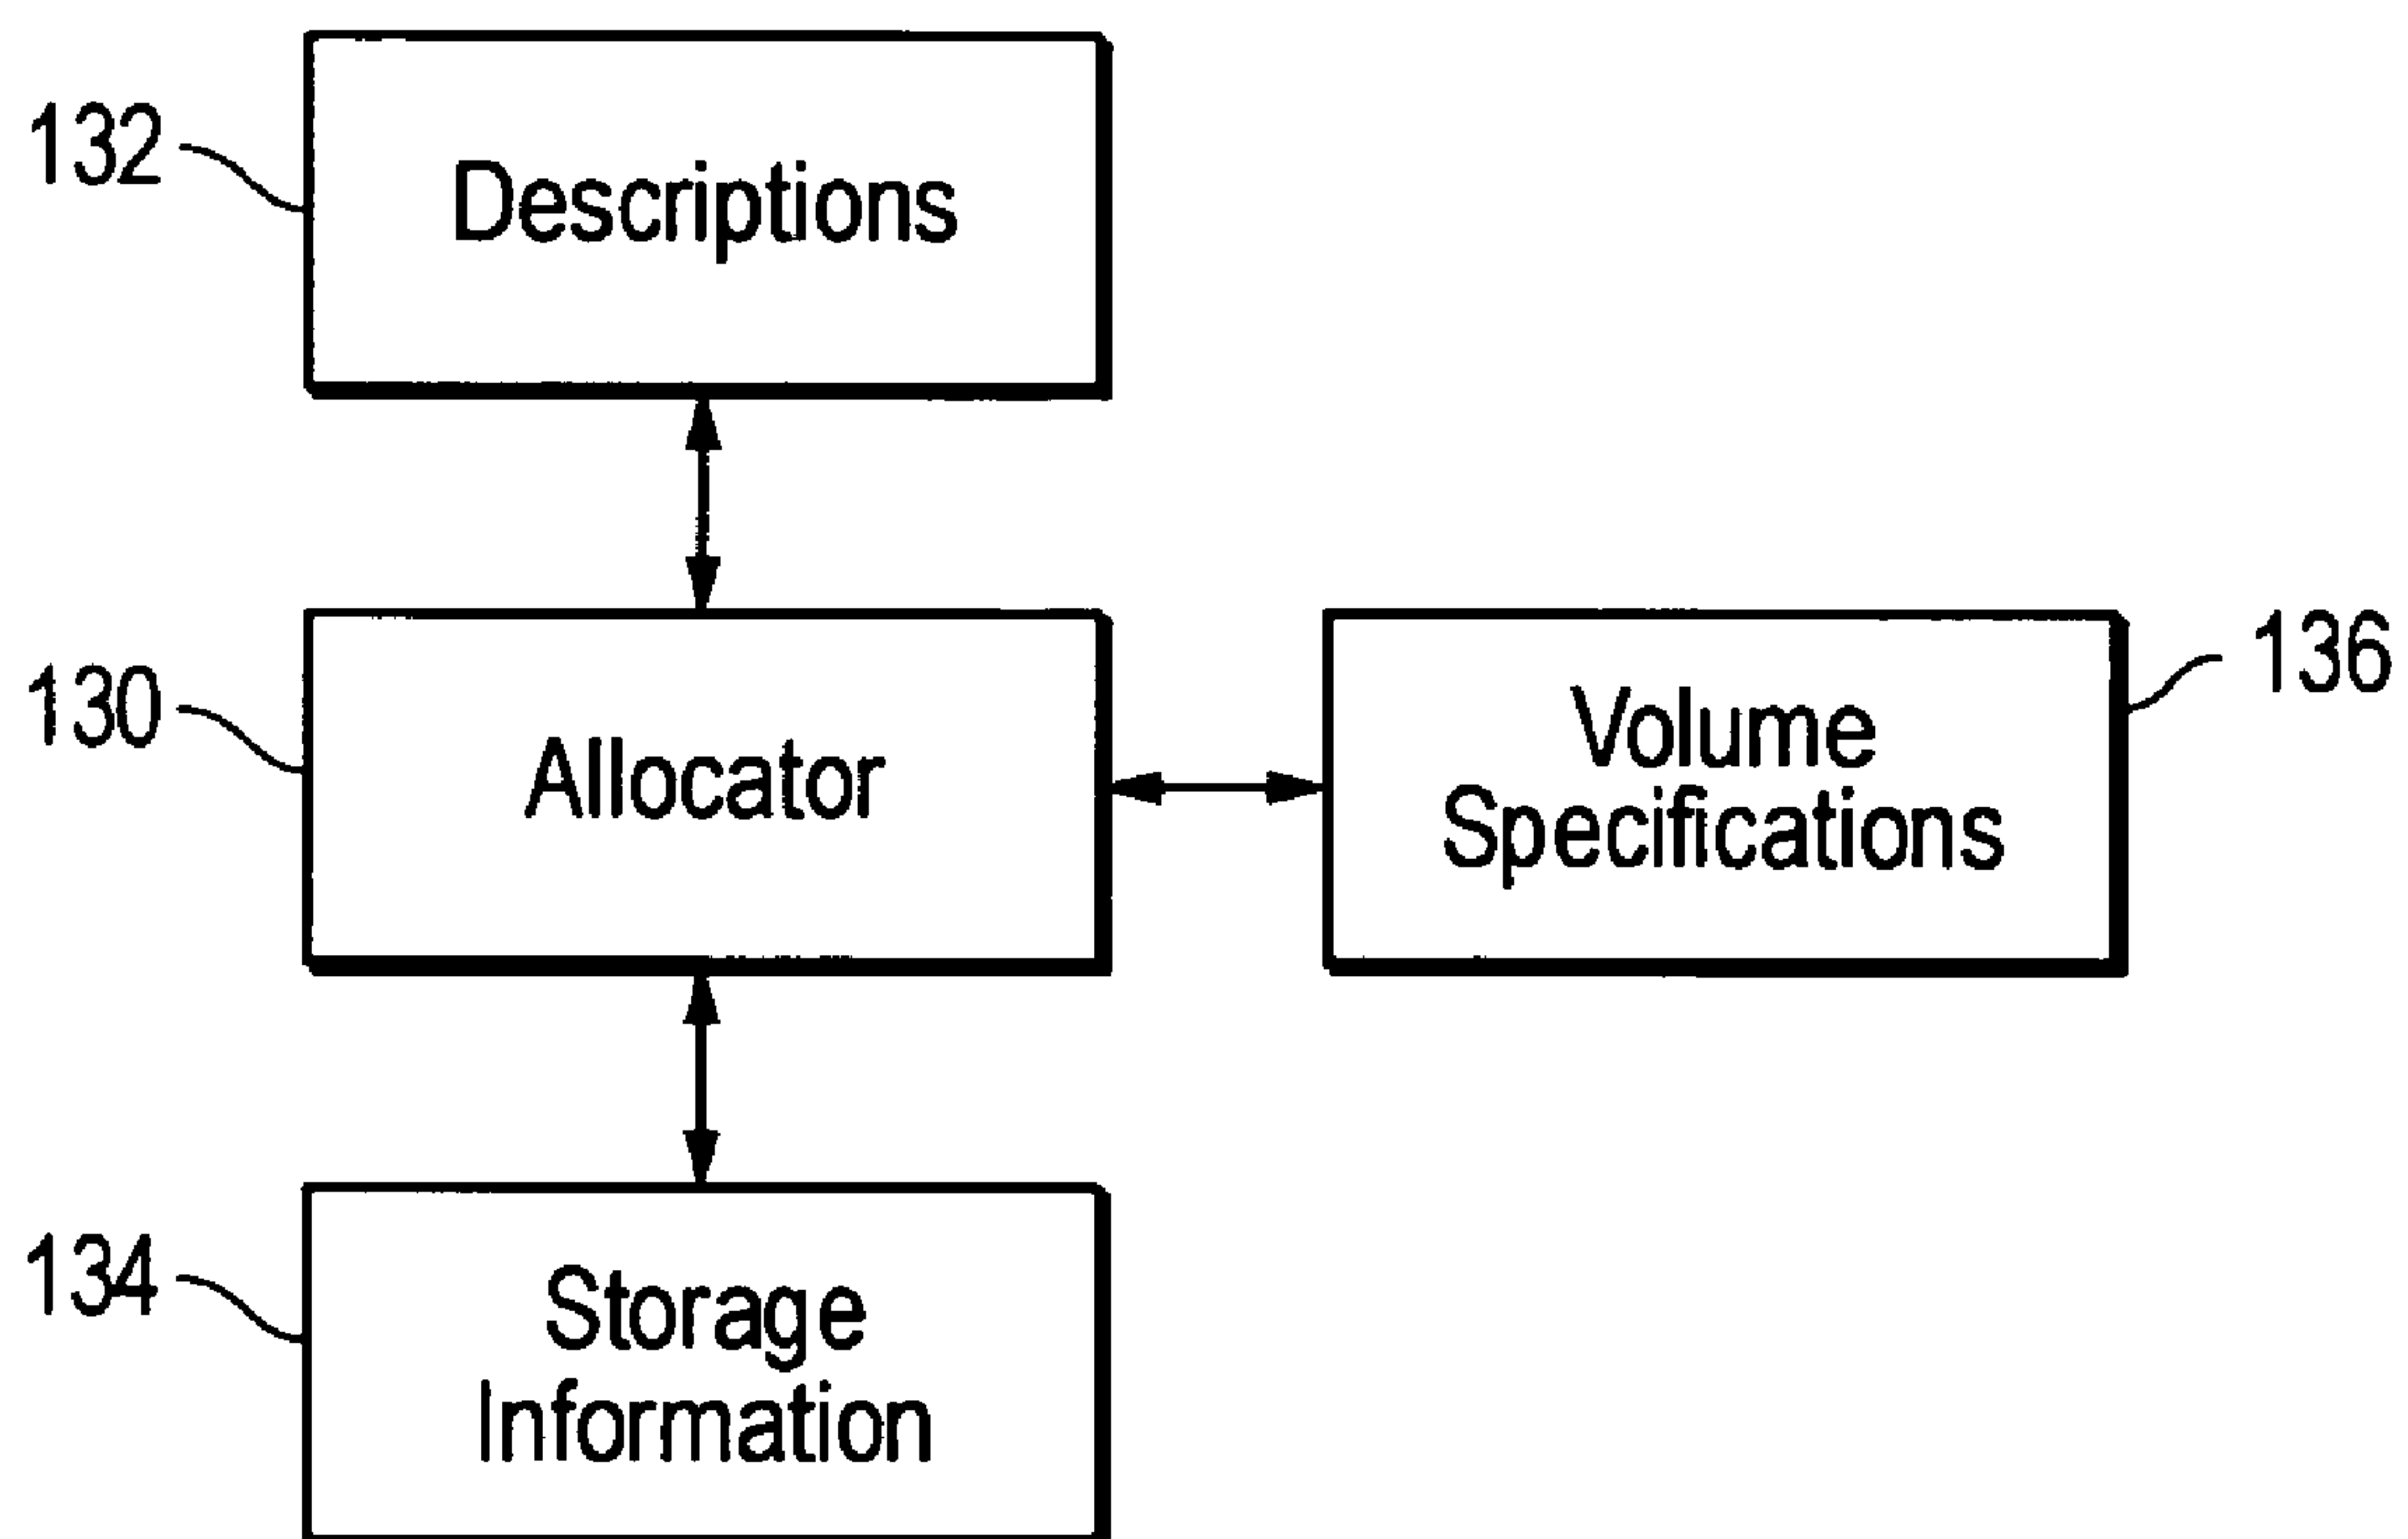 132
Descriptions
130
Allocator
136
Volume
Specifications
134
Storage
Information